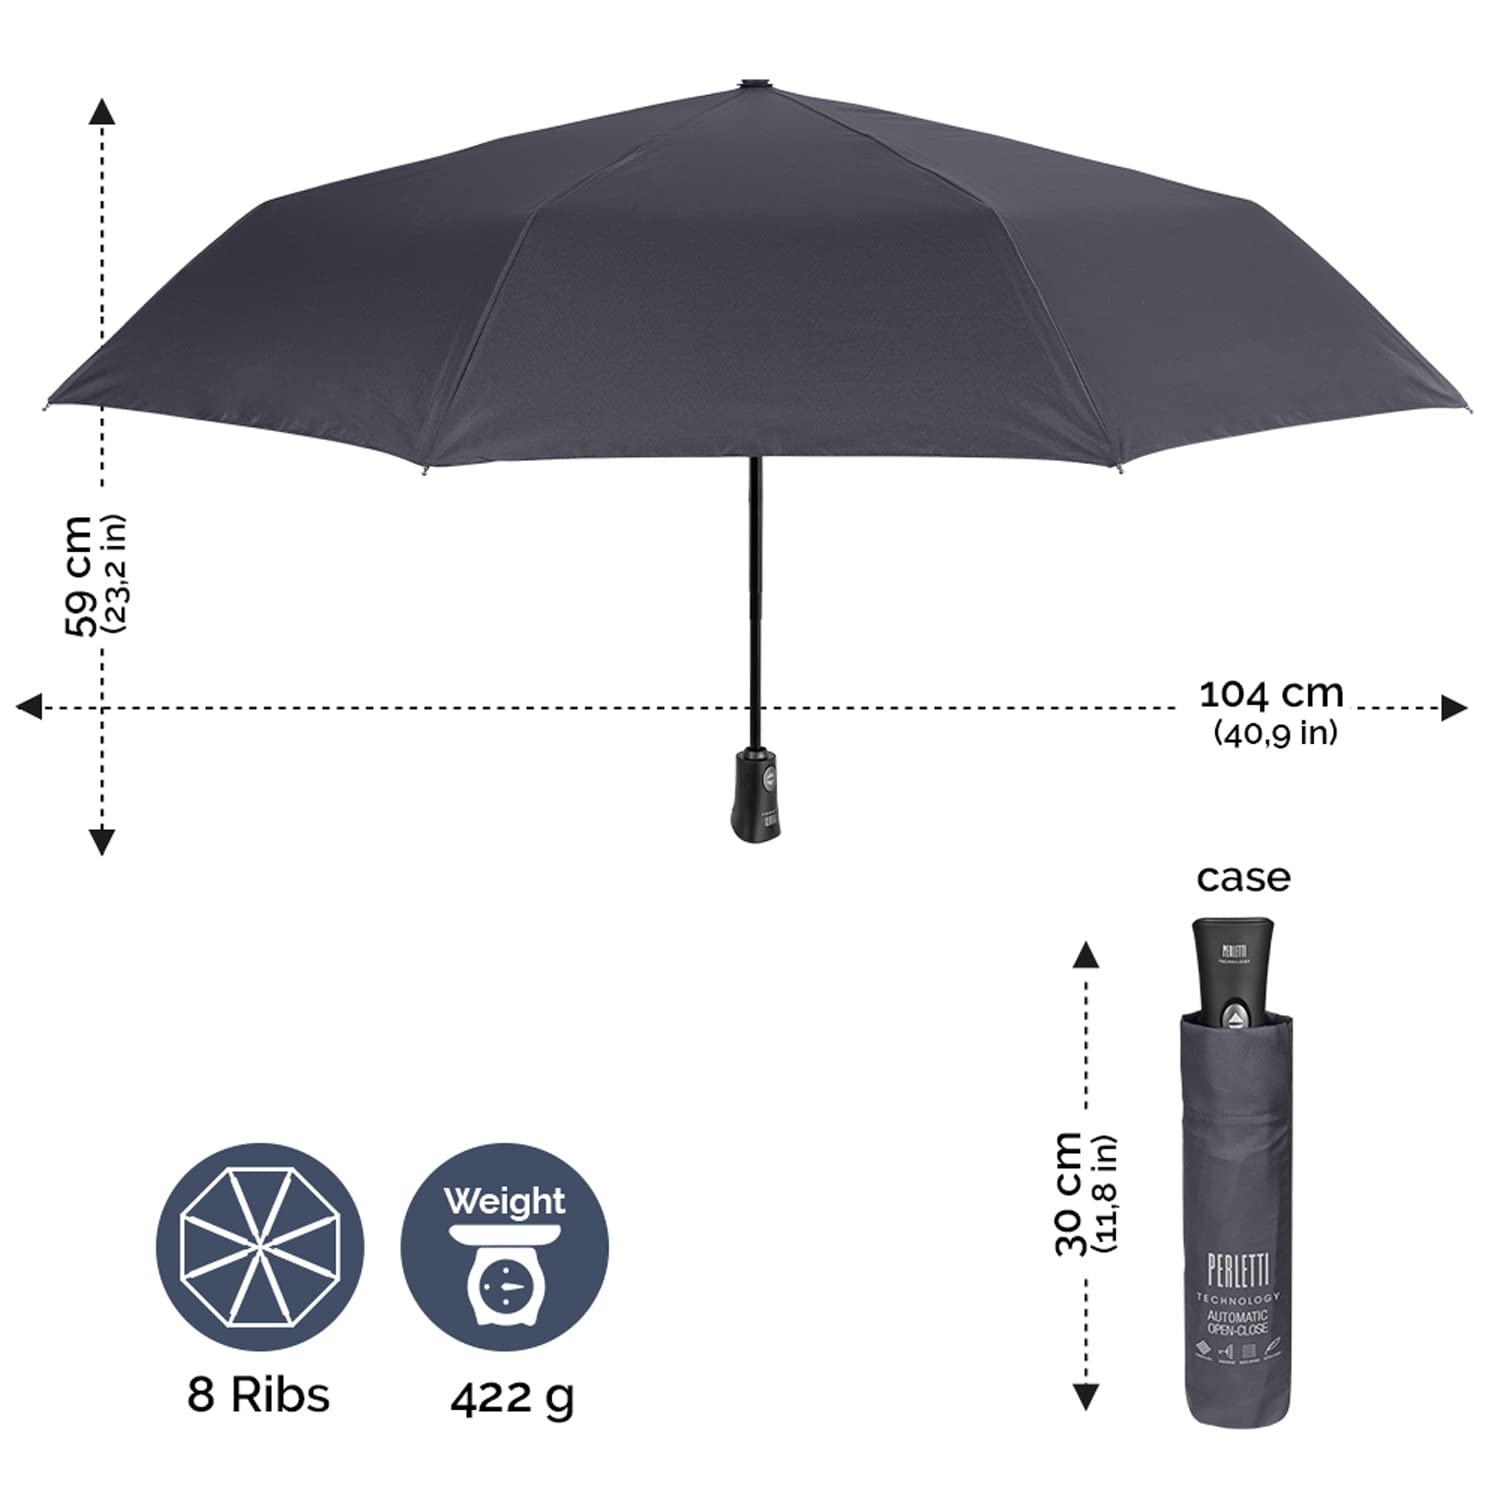 59 cm
(23,2 in)
104 cm
(40,9 in)
case
PERLETTI
TECHNOLOGY
30 cm
(11,8 in)
PERLETTI
TECHNOLOGY
AUTOMATIC
OPEN-CLOSE
Weight
8 Ribs
422 g